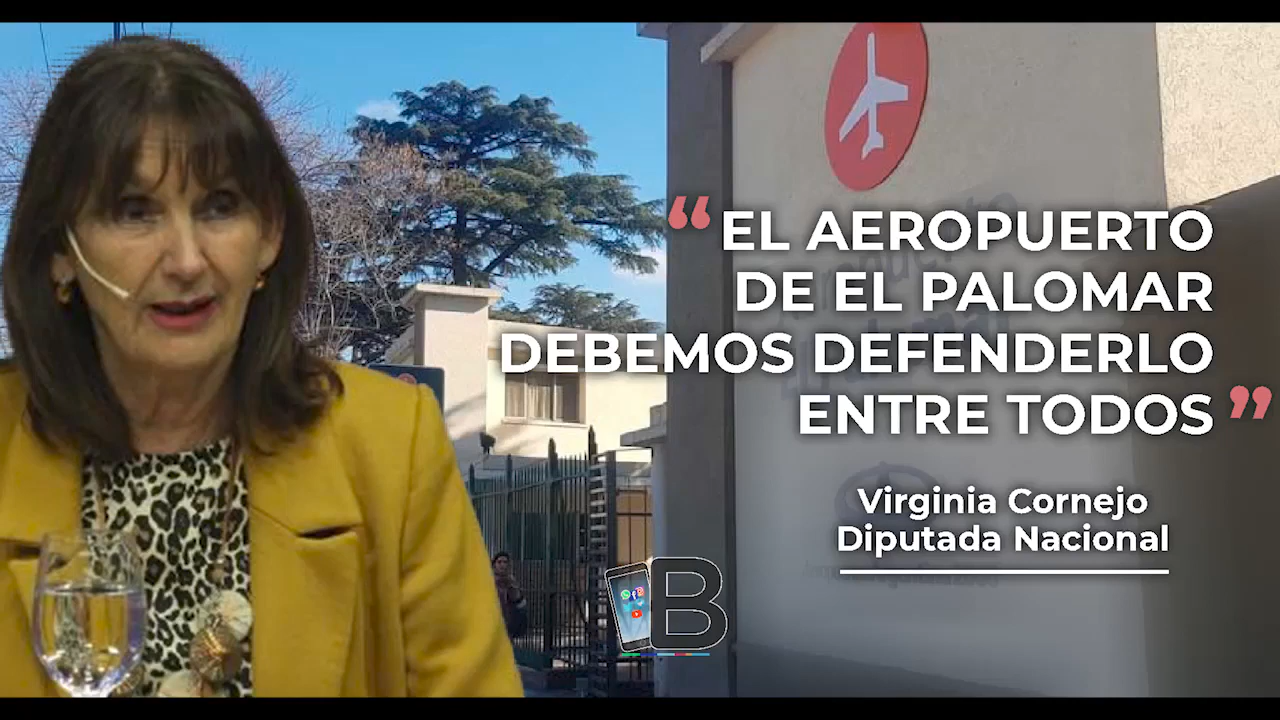 “ EL AEROPUERTO
DE EL PALOMAR
DEBEMOS DEFENDERLO
ENTRE TODOS ”
Virginia Cornejo
Diputada Nacional
B